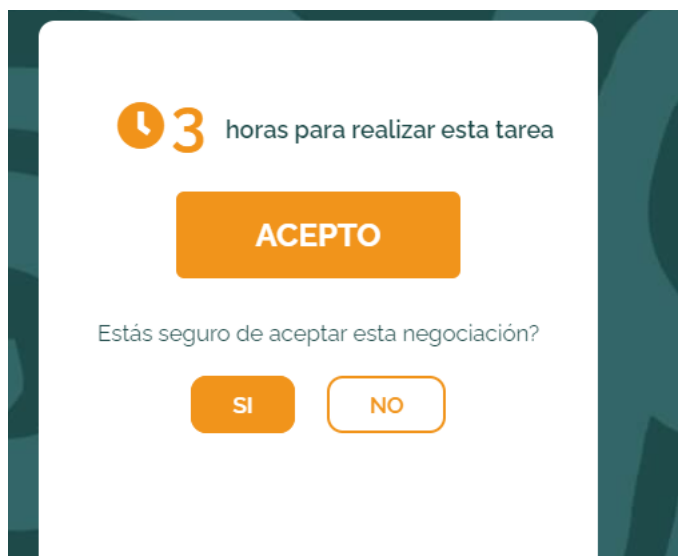 3 horas para realizar esta tarea
ACEPTO
Estás seguro de aceptar esta negociación?
SI NO